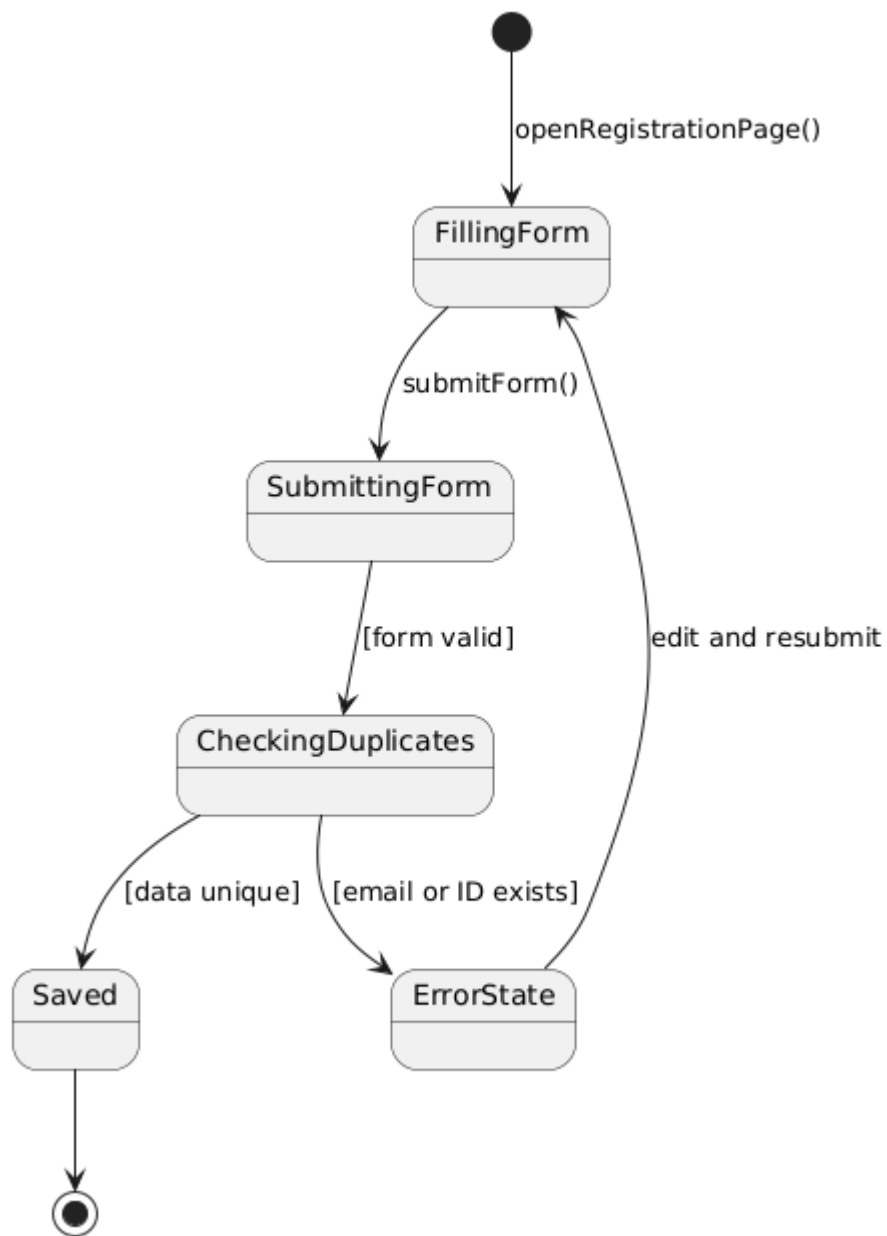 openRegistrationPage()
FillingForm
submitForm()
SubmittingForm
[form valid]
edit and resubmit
CheckingDuplicates
[data unique]
[email or ID exists]
Saved
ErrorState